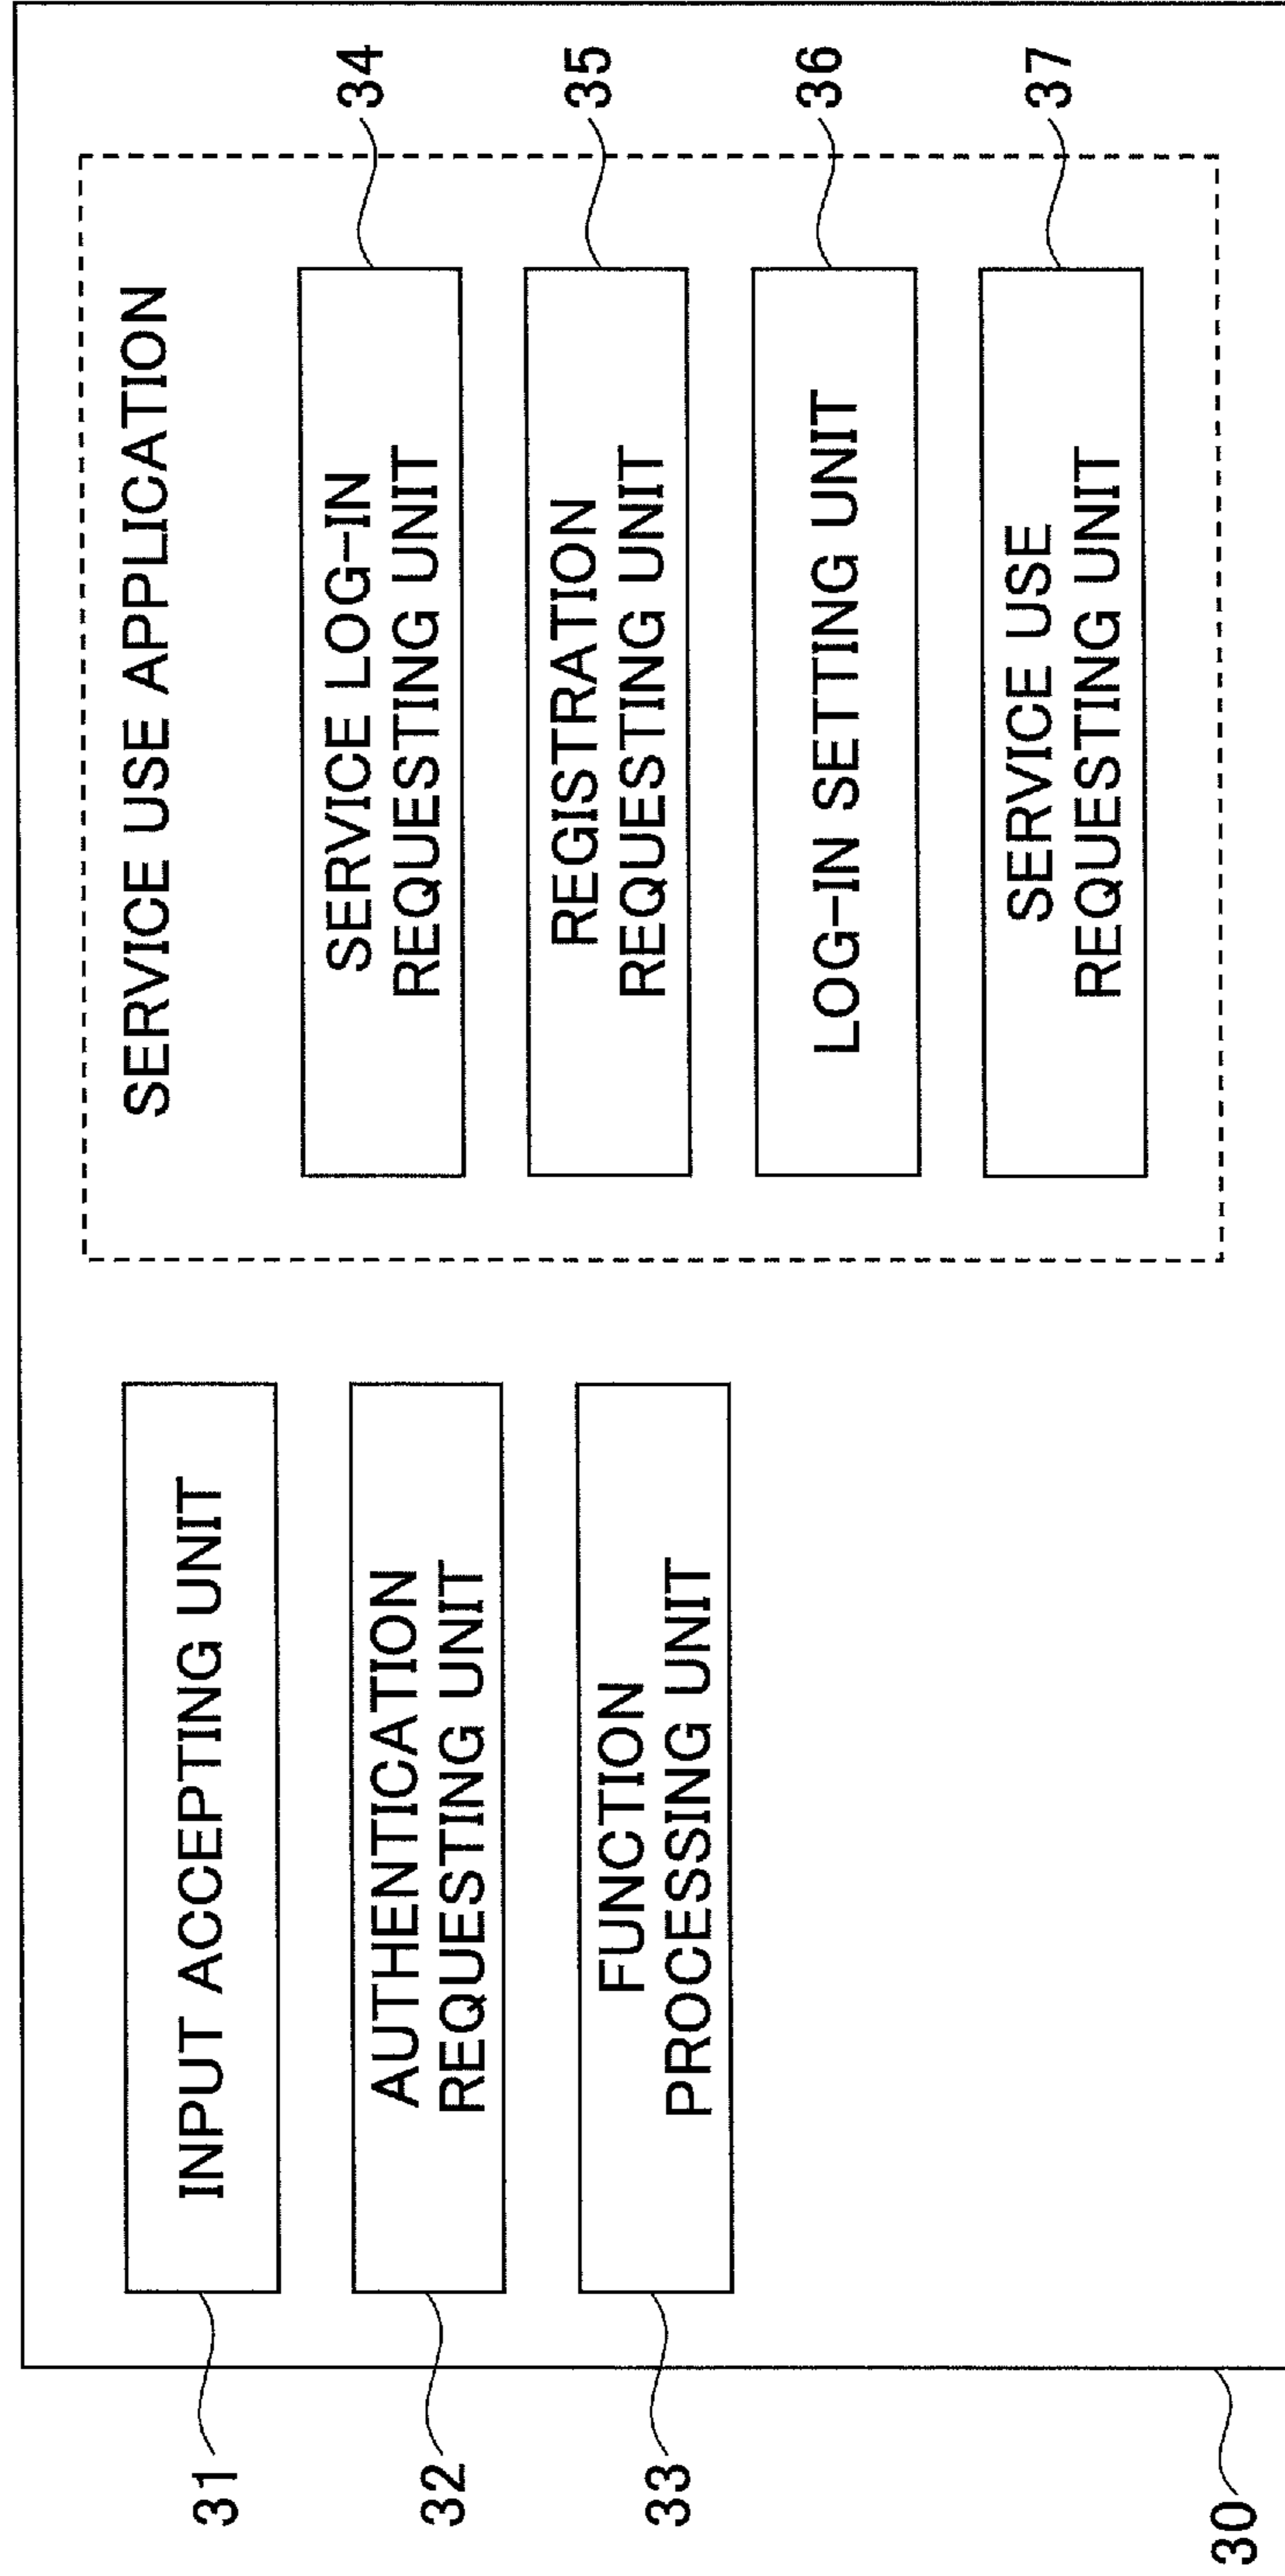 31
INPUT ACCEPTING UNIT
32
AUTHENTICATION
REQUESTING UNIT
33
FUNCTION
PROCESSING UNIT
30
SERVICE USE APPLICATION
SERVICE LOG-IN
REQUESTING UNIT
34
REGISTRATION
REQUESTING UNIT
35
LOG-IN SETTING UNIT
36
SERVICE USE
REQUESTING UNIT
37